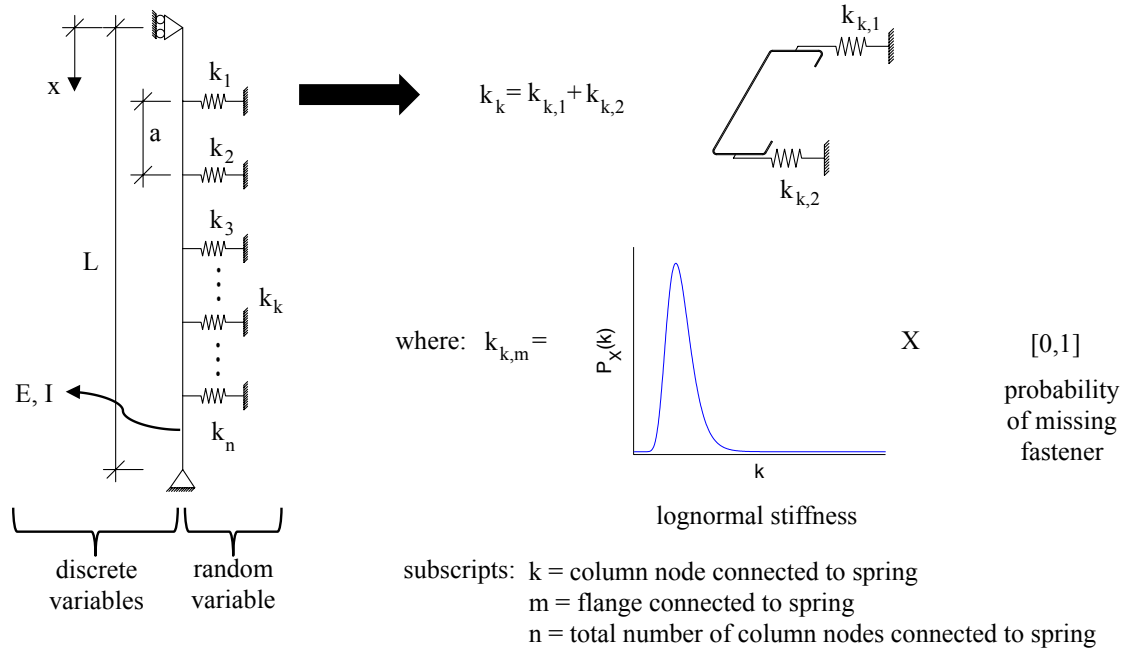 x
L
a
k1
k2
k3
kk
kn
E, I
discrete
variables
random
variable
kk = kk,1 + kk,2
kk,1
kk,2
where: kk,m =
PX(k)
k
lognormal stiffness
X
[0,1]
probability
of missing
fastener
subscripts: k = column node connected to spring
m = flange connected to spring
n = total number of column nodes connected to spring